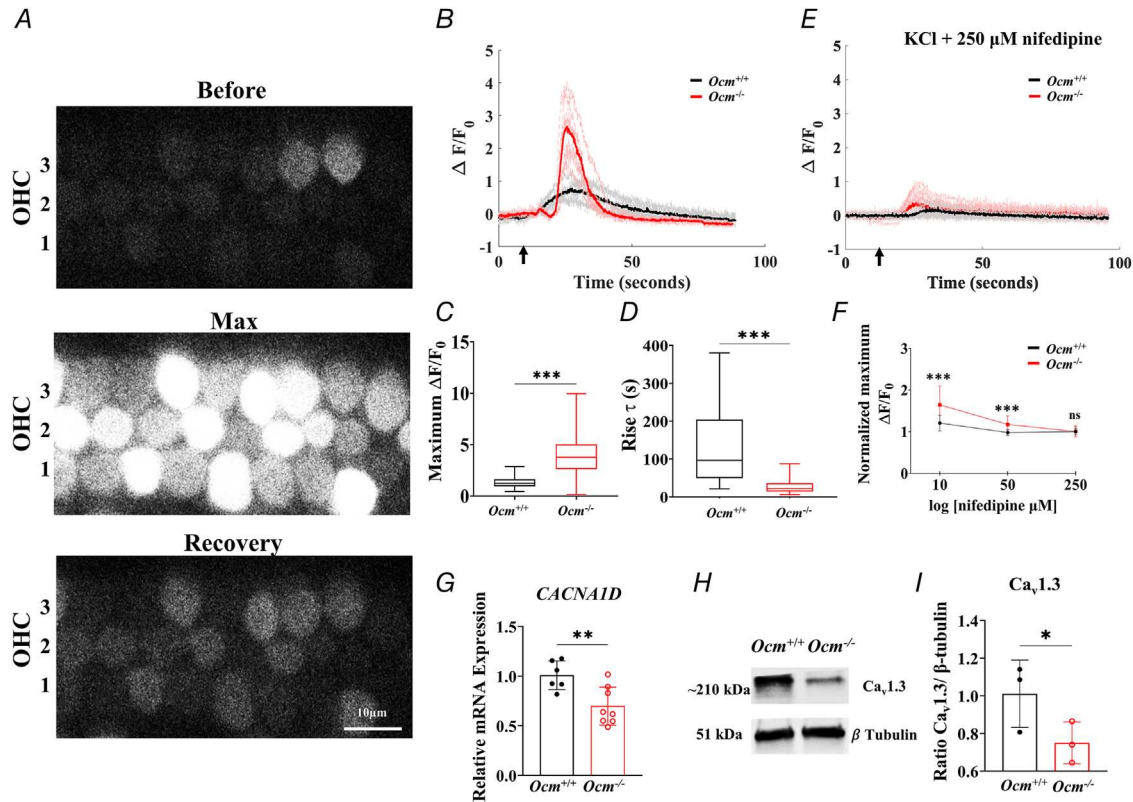 A
Before
OHC
3
2
1
Max
OHC
3
2
1
Recovery
OHC
3
2
1
10μm
B
Δ F/F0
5
4
3
2
1
0
-1
Ocm+/+
Ocm-/-
0
50
100
Time (seconds)
E
KCl + 250 μM nifedipine
Δ F/F0
5
4
3
2
1
0
-1
Ocm+/+
Ocm-/-
0
50
100
Time (seconds)
C
Maximum ΔF/F0
15
10
5
0
***
Ocm+/+
Ocm-/-
D
Rise τ (s)
400
300
200
100
0
***
Ocm+/+
Ocm-/-
F
Normalized maximum
ΔF/F0
3
2
1
0
Ocm+/+
Ocm-/-
***
***
ns
10
50
250
log [nifedipine μM]
G
CACNA1D
Relative mRNA Expression
1.5
1.0
0.5
0.0
**
Ocm+/+
Ocm-/-
H
Ocm+/+ Ocm-/-
~210 kDa
Cav1.3
51 kDa
β Tubulin
I
Cav1.3
Ratio Cav1.3/ β-tubulin
1.4
1.2
1.0
0.8
0.6
*
Ocm+/+
Ocm-/-